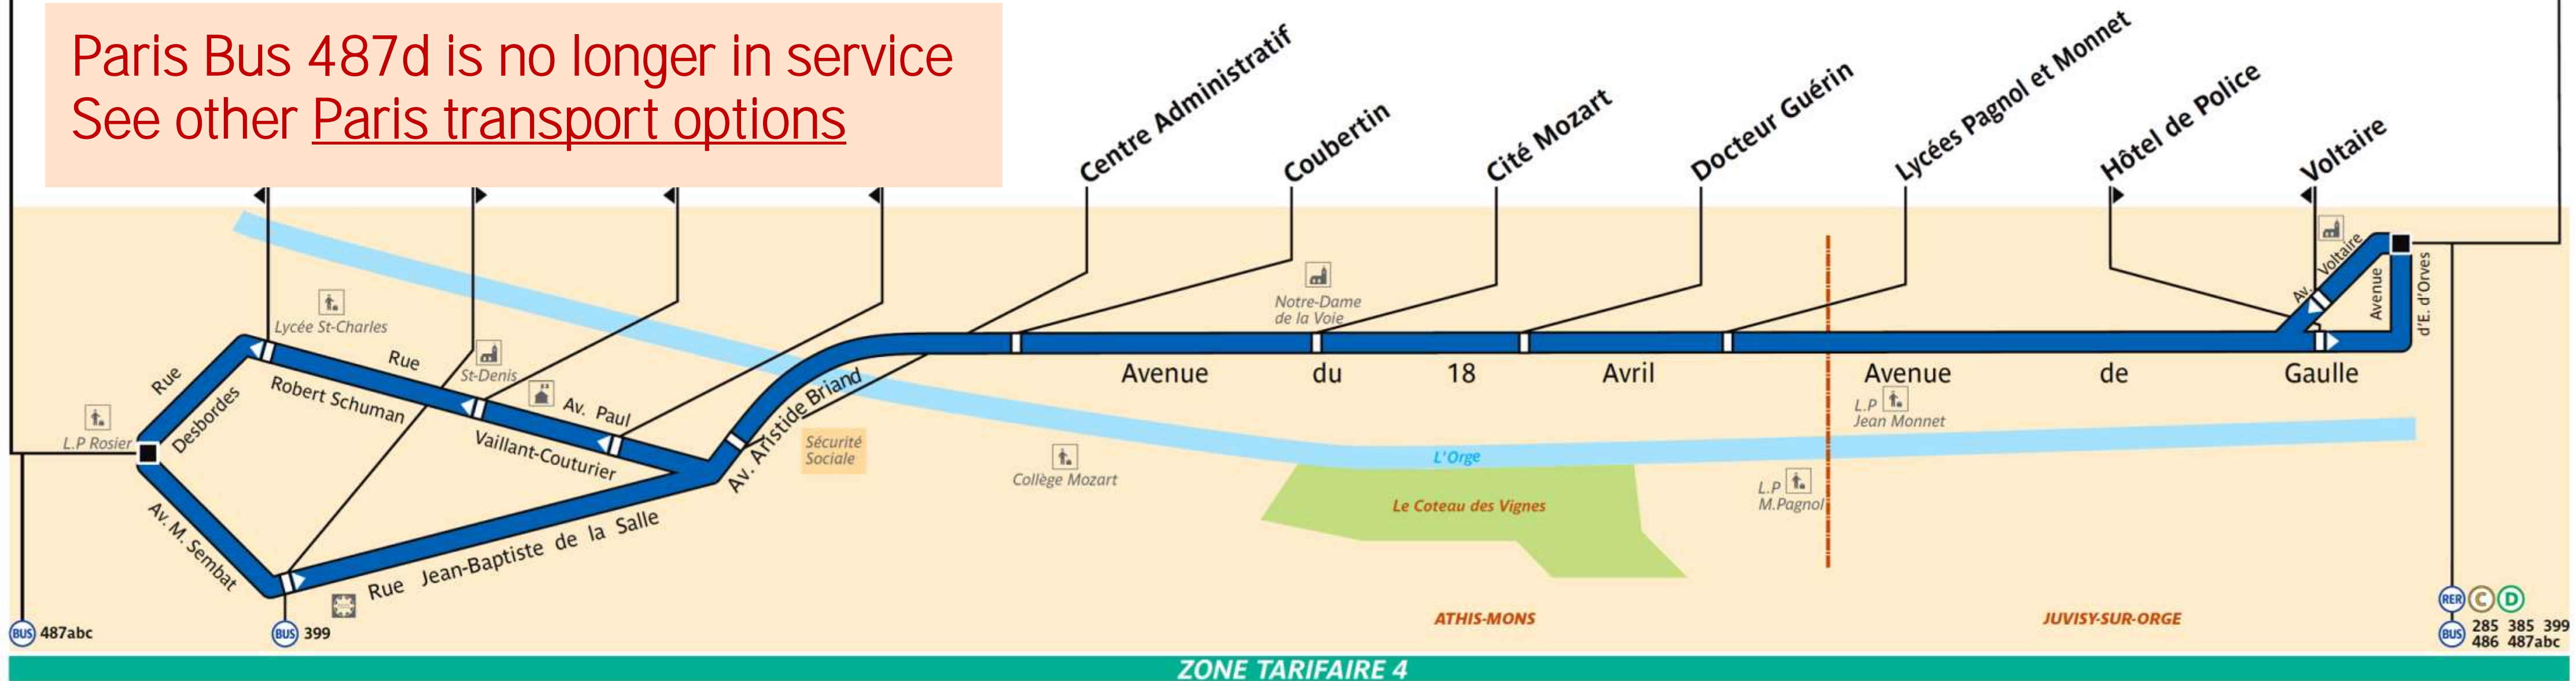 Paris Bus 487d is no longer in service
See other Paris transport options
Centre Administratif
Coubertin
Cité Mozart
Docteur Guérin
Lycées Pagnol et Monnet
Hôtel de Police
Voltaire
Lycée St-Charles
Rue
Desbordes
Rue
Robert Schuman
St-Denis
Av. Paul
Vaillant-Couturier
L.P Rosier
Av. M. Sembat
Rue Jean-Baptiste de la Salle
Av. Aristide Briand
Sécurité
Sociale
Collège Mozart
Notre-Dame
de la Voie
Avenue du 18 Avril
Avenue de Gaulle
L.P
Jean Monnet
L.P
M.Pagnol
L'Orge
Le Coteau des Vignes
Av. Voltaire
Avenue
d'E. d'Orves
ATHIS-MONS
JUVISY-SUR-ORGE
BUS 487abc
BUS 399
RER C D
BUS 285 385 399
486 487abc
ZONE TARIFAIRE 4